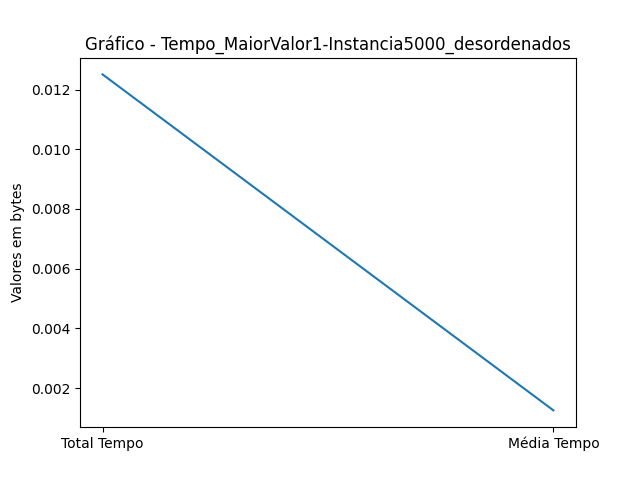 Gráfico - Tempo_MaiorValor1-Instancia5000_desordenados
Valores em bytes
0.012
0.010
0.008
0.006
0.004
0.002
Total Tempo
Média Tempo